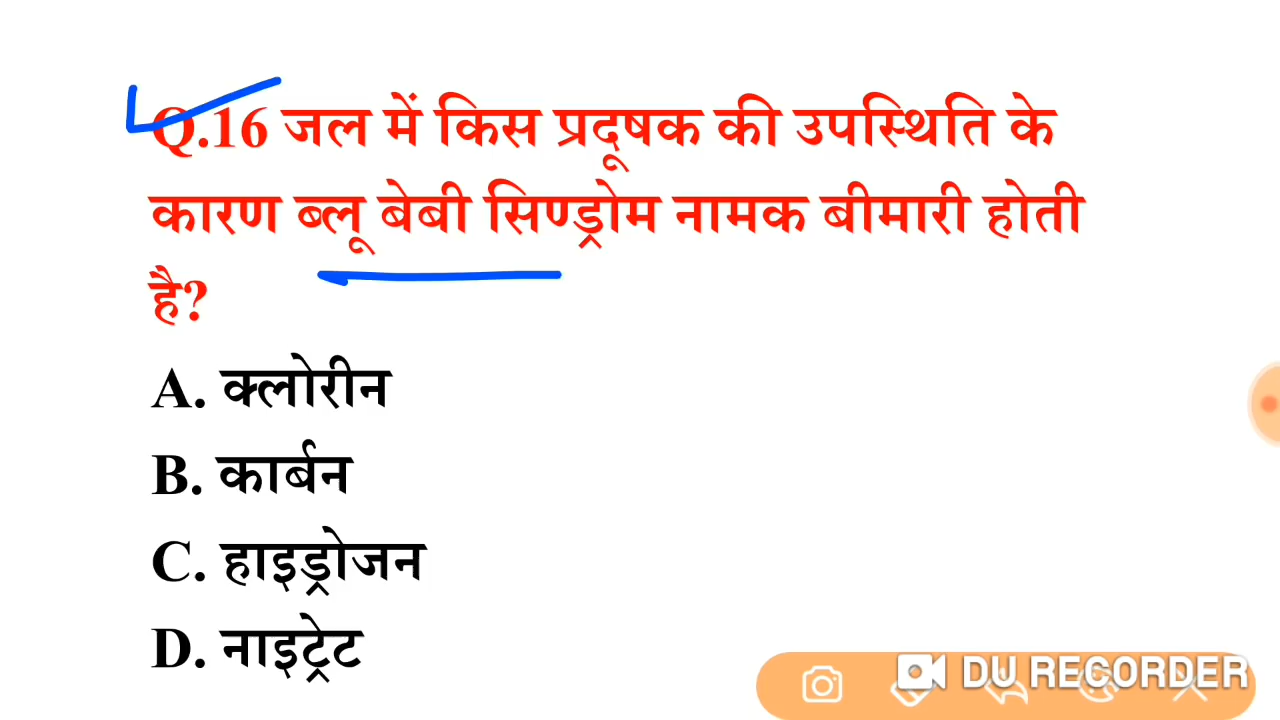 Q.16 जल में किस प्रदूषक की उपस्थिति के
कारण ब्लू बेबी सिण्ड्रोम नामक बीमारी होती
है?
A. क्लोरीन
B. कार्बन
C. हाइड्रोजन
D. नाइट्रेट
DU RECORDER